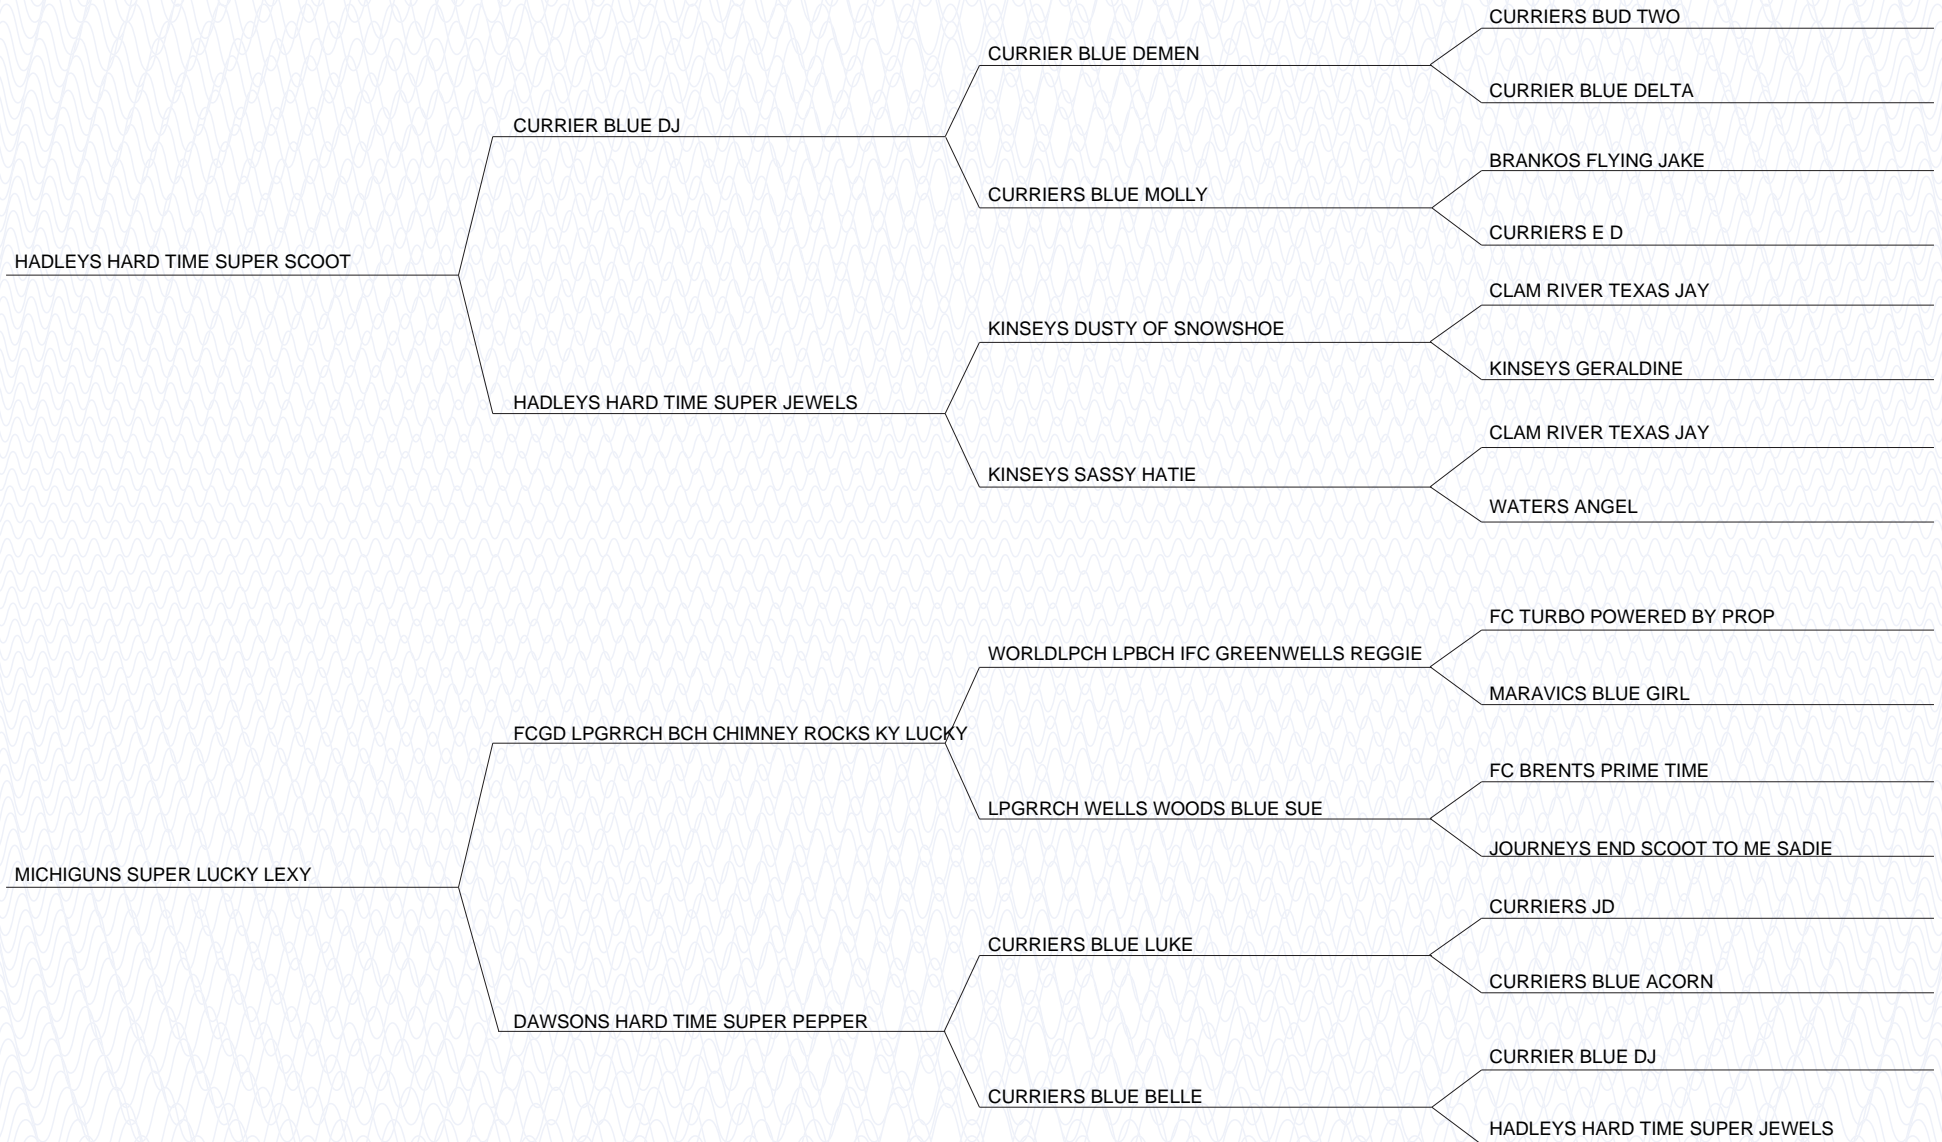 CURRIERS BUD TWO
CURRIER BLUE DEMEN
CURRIER BLUE DELTA
CURRIER BLUE DJ
BRANKOS FLYING JAKE
CURRIERS BLUE MOLLY
CURRIERS E D
HADLEYS HARD TIME SUPER SCOOT
CLAM RIVER TEXAS JAY
KINSEYS DUSTY OF SNOWSHOE
KINSEYS GERALDINE
HADLEYS HARD TIME SUPER JEWELS
CLAM RIVER TEXAS JAY
KINSEYS SASSY HATIE
WATERS ANGEL
FC TURBO POWERED BY PROP
WORLDLPCH LPBCH IFC GREENWELLS REGGIE
MARAVICS BLUE GIRL
FCGD LPGRRCH BCH CHIMNEY ROCKS KY LUCKY
FC BRENTS PRIME TIME
LPGRRCH WELLS WOODS BLUE SUE
JOURNEYS END SCOOT TO ME SADIE
MICHIGUNS SUPER LUCKY LEXY
CURRIERS JD
CURRIERS BLUE LUKE
CURRIERS BLUE ACORN
DAWSONS HARD TIME SUPER PEPPER
CURRIER BLUE DJ
CURRIERS BLUE BELLE
HADLEYS HARD TIME SUPER JEWELS